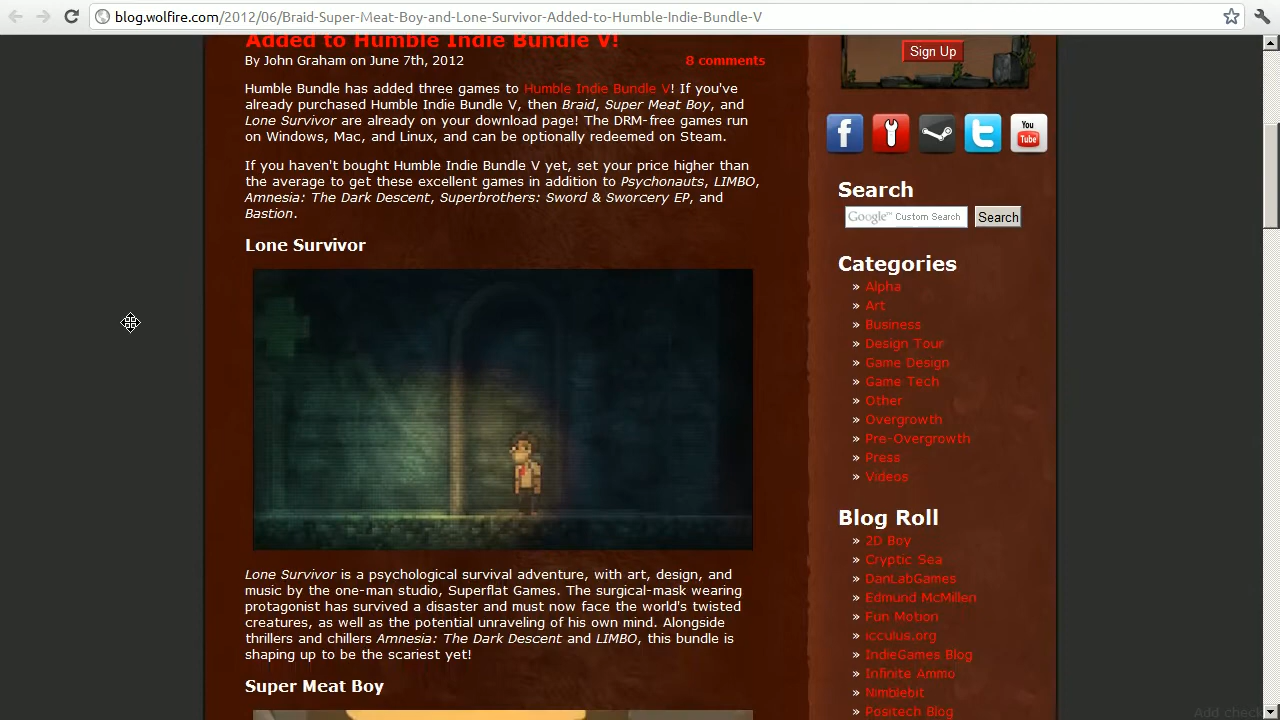 blog.wolfire.com/2012/06/Braid-Super-Meat-Boy-and-Lone-Survivor-Added-to-Humble-Indie-Bundle-V
Added to Humble Indie Bundle V!
By John Graham on June 7th, 2012
8 comments
Humble Bundle has added three games to Humble Indie Bundle V! If you've
already purchased Humble Indie Bundle V, then Braid, Super Meat Boy, and
Lone Survivor are already on your download page! The DRM-free games run
on Windows, Mac, and Linux, and can be optionally redeemed on Steam.
If you haven't bought Humble Indie Bundle V yet, set your price higher than
the average to get these excellent games in addition to Psychonauts, LIMBO,
Amnesia: The Dark Descent, Superbrothers: Sword & Sworcery EP, and
Bastion.
Lone Survivor
Lone Survivor is a psychological survival adventure, with art, design, and
music by the one-man studio, Superflat Games. The surgical-mask wearing
protagonist has survived a disaster and must now face the world's twisted
creatures, as well as the potential unraveling of his own mind. Alongside
thrillers and chillers Amnesia: The Dark Descent and LIMBO, this bundle is
shaping up to be the scariest yet!
Super Meat Boy
Sign Up
f
t
You
Tube
Search
Google™ Custom Search
Search
Categories
» Alpha
» Art
» Business
» Design Tour
» Game Design
» Game Tech
» Other
» Overgrowth
» Pre-Overgrowth
» Press
» Videos
Blog Roll
» 2D Boy
» Cryptic Sea
» DanLabGames
» Edmund McMillen
» Fun Motion
» icculus.org
» IndieGames Blog
» Infinite Ammo
» Nimblebit
» Positech Blog
Add check